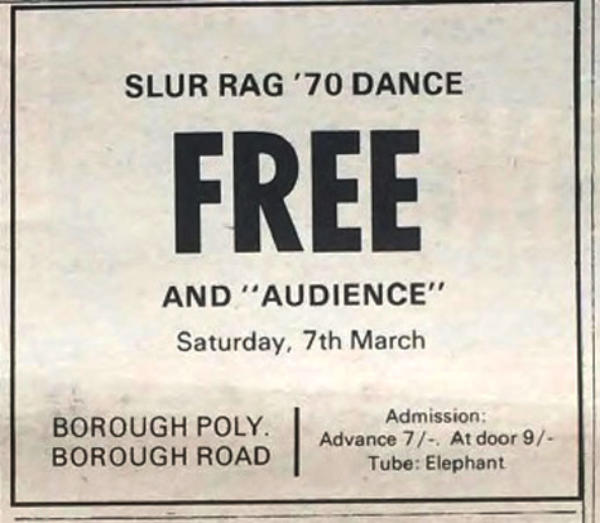 SLUR RAG '70 DANCE
FREE
AND "AUDIENCE"
Saturday, 7th March
BOROUGH POLY.
BOROUGH ROAD
Admission:
Advance 7/-. At door 9/-
Tube: Elephant